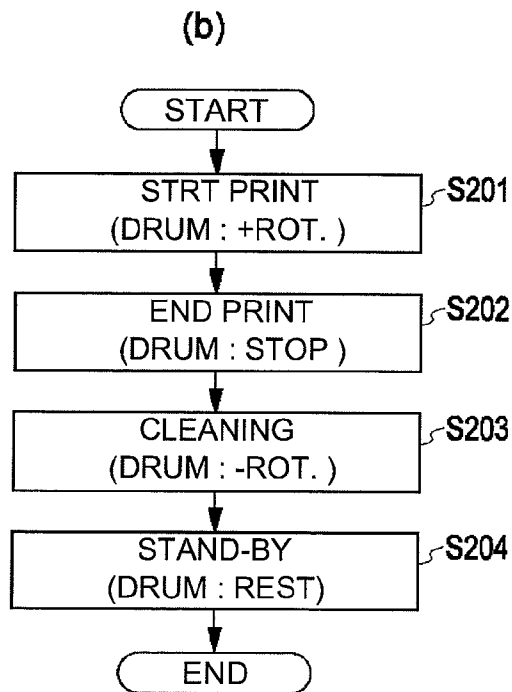 (b)
START
STRT PRINT
(DRUM : +ROT. )
S201
END PRINT
(DRUM : STOP )
S202
CLEANING
(DRUM : -ROT. )
S203
STAND-BY
(DRUM : REST)
S204
END